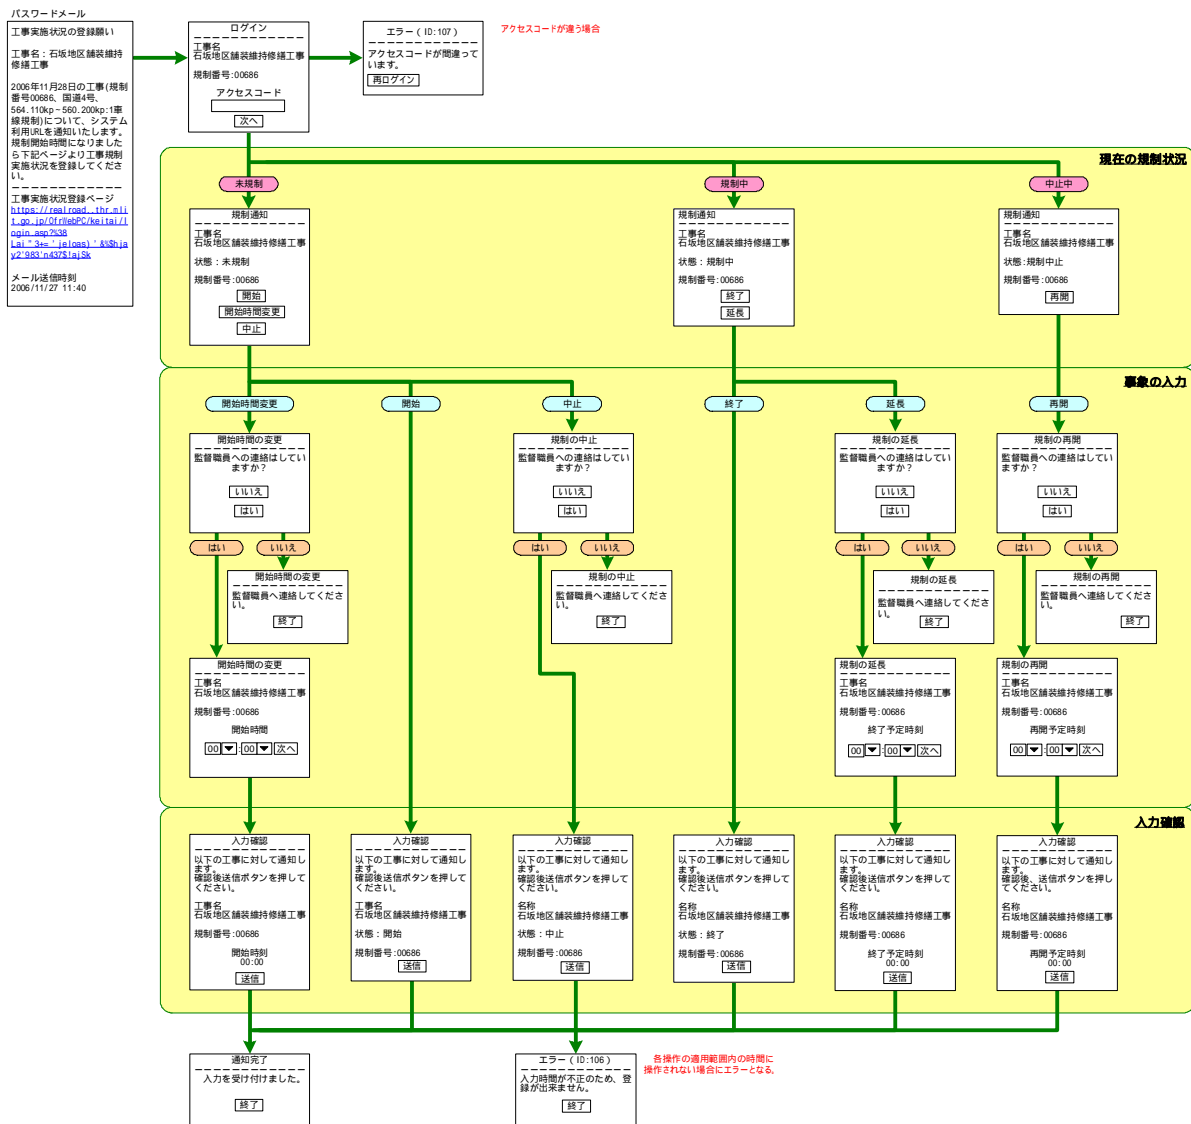 パスワードメール
工事実施状況の登録願い
工事名：石坂地区舗装維持
修繕工事
2006年11月28日の工事(規制
番号00686、国道4号、
564.110kp－560.200kp:1車
線規制)について、システム
利用URLを通知いたします。
規制開始時間になりました
ら下記ページより工事規制
実施状況を登録してくださ
い。
工事実施状況登録ページ
メール送信時刻
2006/11/27 11:40
ログイン
工事名
石坂地区舗装維持修繕工事
規制番号:00686
アクセスコード
次へ
エラー ( ID:107 )
アクセスコードが間違って
います。
再ログイン
アクセスコードが違う場合
現在の規制状況
未規制
規制中
中止中
規制通知
工事名
石坂地区舗装維持修繕工事
状態：未規制
規制番号:00686
開始
開始時間変更
中止
規制通知
工事名
石坂地区舗装維持修繕工事
状態：規制中
規制番号:00686
終了
延長
規制通知
工事名
石坂地区舗装維持修繕工事
状態:規制中止
規制番号:00686
再開
事象の入力
開始時間変更
開始
中止
終了
延長
再開
開始時間の変更
監督職員への連絡はしてい
ますか？
いいえ
はい
規制の中止
監督職員への連絡はしてい
ますか？
いいえ
はい
規制の延長
監督職員への連絡はしてい
ますか？
いいえ
はい
規制の再開
監督職員への連絡はしてい
ますか？
いいえ
はい
はい
いいえ
はい
いいえ
はい
いいえ
はい
いいえ
開始時間の変更
監督職員へ連絡してくださ
い。
終了
規制の中止
監督職員へ連絡してくださ
い。
終了
規制の延長
監督職員へ連絡してくださ
い。
終了
規制の再開
監督職員へ連絡してくださ
い。
終了
開始時間の変更
工事名
石坂地区舗装維持修繕工事
規制番号:00686
開始時間
00 :00 次へ
規制の延長
工事名
石坂地区舗装維持修繕工事
規制番号:00686
終了予定時刻
00 :00 次へ
規制の再開
工事名
石坂地区舗装維持修繕工事
規制番号:00686
再開予定時刻
00 :00 次へ
入力確認
入力確認
以下の工事に対して通知し
ます。
確認後送信ボタンを押して
ください。
工事名
石坂地区舗装維持修繕工事
規制番号:00686
開始時刻
00:00
送信
入力確認
以下の工事に対して通知し
ます。
確認後送信ボタンを押して
ください。
工事名
石坂地区舗装維持修繕工事
状態：開始
規制番号:00686
送信
入力確認
以下の工事に対して通知し
ます。
確認後送信ボタンを押して
ください。
名称
石坂地区舗装維持修繕工事
状態：中止
規制番号:00686
送信
入力確認
以下の工事に対して通知し
ます。
確認後送信ボタンを押して
ください。
名称
石坂地区舗装維持修繕工事
状態：終了
規制番号:00686
送信
入力確認
以下の工事に対して通知し
ます。
確認後送信ボタンを押して
ください。
名称
石坂地区舗装維持修繕工事
規制番号:00686
終了予定時刻
00:00
送信
入力確認
以下の工事に対して通知し
ます。
確認後、送信ボタンを押し
てください。
名称
石坂地区舗装維持修繕工事
規制番号:00686
再開予定時刻
00:00
送信
通知完了
入力を受け付けました。
終了
エラー ( ID:106 )
入力時間が不正のため、登
録が出来ません。
終了
各操作の適用範囲内の時間に
操作されない場合にエラーとなる。